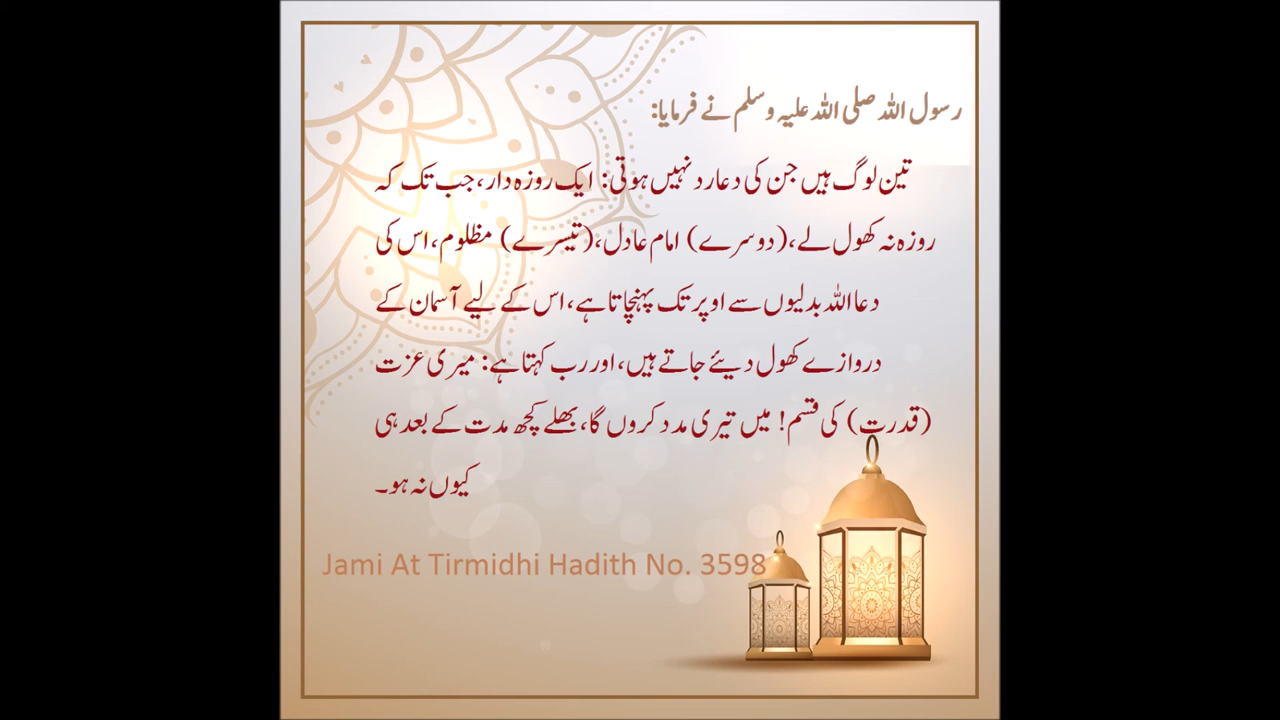 رسول اللہ صلی اللہ علیہ وسلم نے فرمایا:
تین لوگ ہیں جن کی دعا رد نہیں ہوتی: ایک روزہ دار، جب تک کہ
روزہ نہ کھول لے، (دوسرے) امام عادل، (تیسرے) مظلوم، اس کی
دعا اللہ بدلیوں سے اوپر تک پہنچاتا ہے، اس کے لیے آسمان کے
دروازے کھول دیئے جاتے ہیں، اور رب کہتا ہے: میری عزت
(قدرت) کی قسم! میں تیری مدد کروں گا، بھلے کچھ مدت کے بعد ہی
کیوں نہ ہو۔
Jami At Tirmidhi Hadith No. 3598